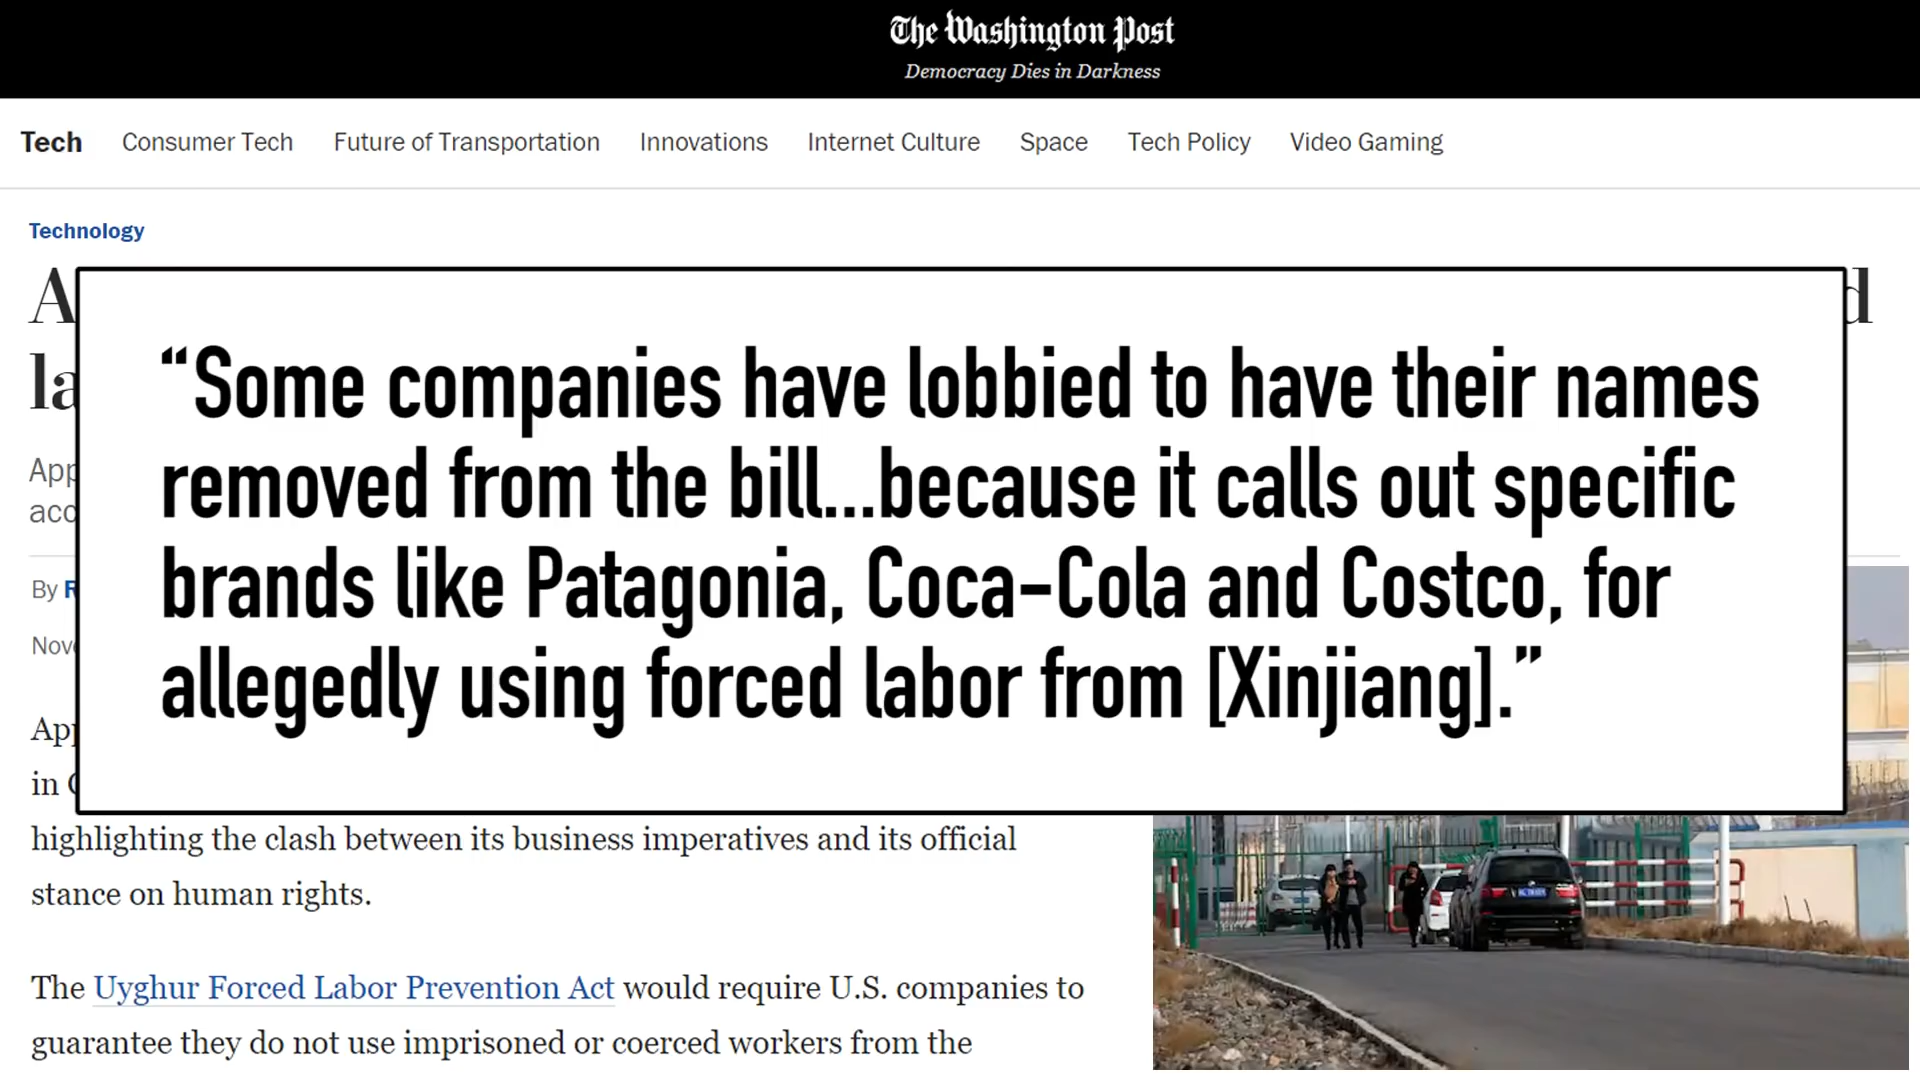 The Washington Post
Democracy Dies in Darkness
Tech Consumer Tech Future of Transportation Innovations Internet Culture Space Tech Policy Video Gaming
Technology
“Some companies have lobbied to have their names
removed from the bill...because it calls out specific
brands like Patagonia, Coca-Cola and Costco, for
allegedly using forced labor from [Xinjiang].”
By
in
highlighting the clash between its business imperatives and its official
stance on human rights.
The Uyghur Forced Labor Prevention Act would require U.S. companies to
guarantee they do not use imprisoned or coerced workers from the